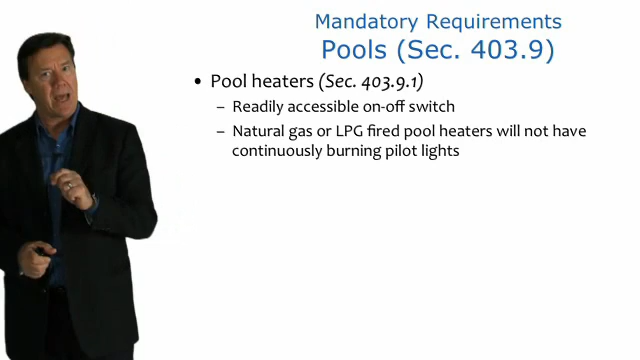 Mandatory Requirements
Pools (Sec. 403.9)
• Pool heaters (Sec. 403.9.1)
– Readily accessible on-off switch
– Natural gas or LPG fired pool heaters will not have
continuously burning pilot lights